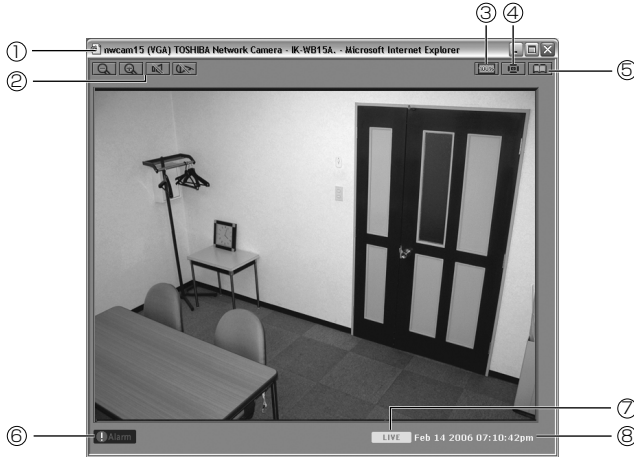 ③ ④
① nwcam15 (VGA) TOSHIBA Network Camera - IK-WB15A. - Microsoft Internet Explorer
② ⑤
⑥ Alarm
LIVE Feb 14 2006 07:10:42pm
⑦
⑧